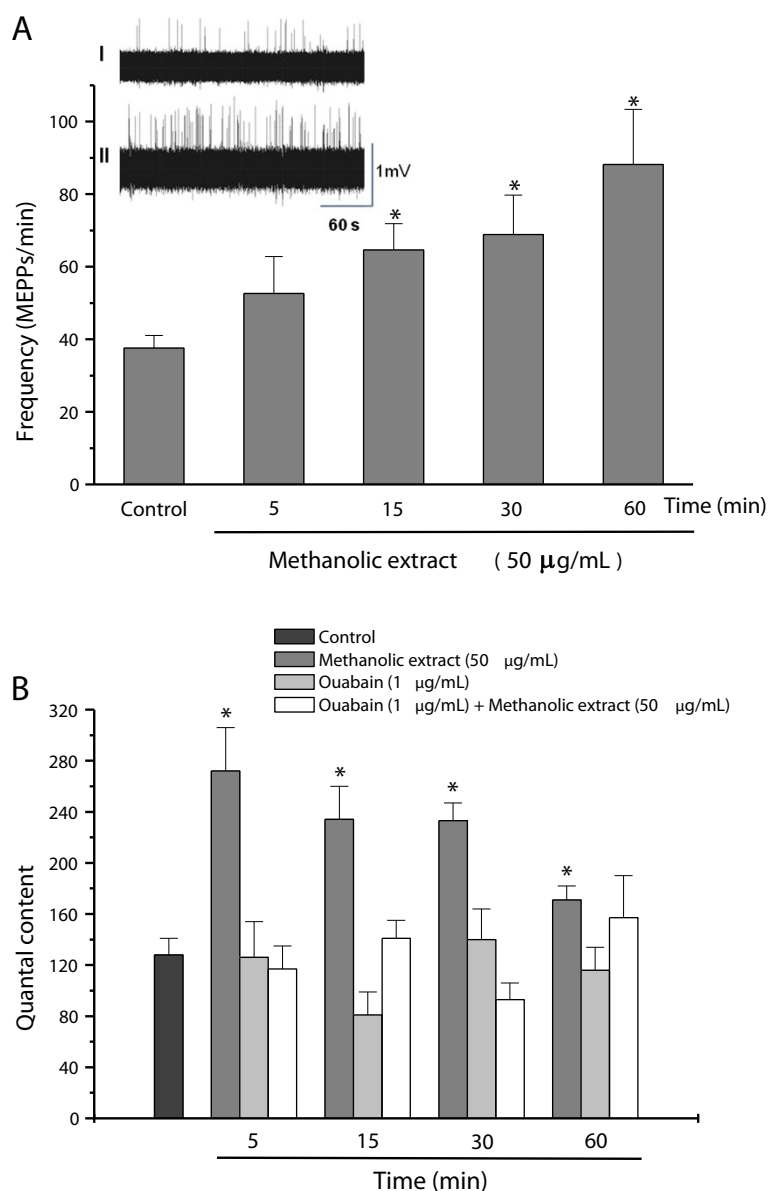 A
I
II
1mV
60 s
*
*
*
Frequency (MEPPs/min)
100
80
60
40
20
0
Control 5 15 30 60 Time (min)
Methanolic extract ( 50 μg/mL )
Control
Methanolic extract (50 μg/mL)
Ouabain (1 μg/mL)
Ouabain (1 μg/mL) + Methanolic extract (50 μg/mL)
B
Quantal content
320
280
240
200
160
120
80
40
0
*
*
*
*
5 15 30 60
Time (min)